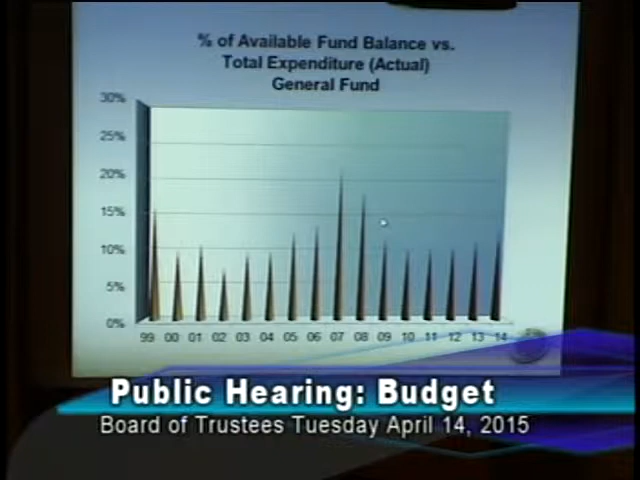 % of Available Fund Balance vs.
Total Expenditure (Actual)
General Fund
30%
25%
20%
15%
10%
5%
0%
99 00 01 02 03 04 05 06 07 08 09 10 11 12 13 14
Public Hearing: Budget
Board of Trustees Tuesday April 14, 2015